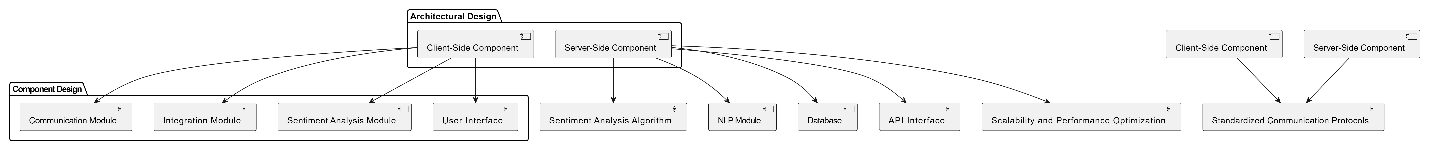 Architectural Design
Client-Side Component
Server-Side Component
Client-Side Component
Server-Side Component
Component Design
Communication Module
Integration Module
Sentiment Analysis Module
User Interface
Sentiment Analysis Algorithm
NLP Module
Database
API Interface
Scalability and Performance Optimization
Standardized Communication Protocols